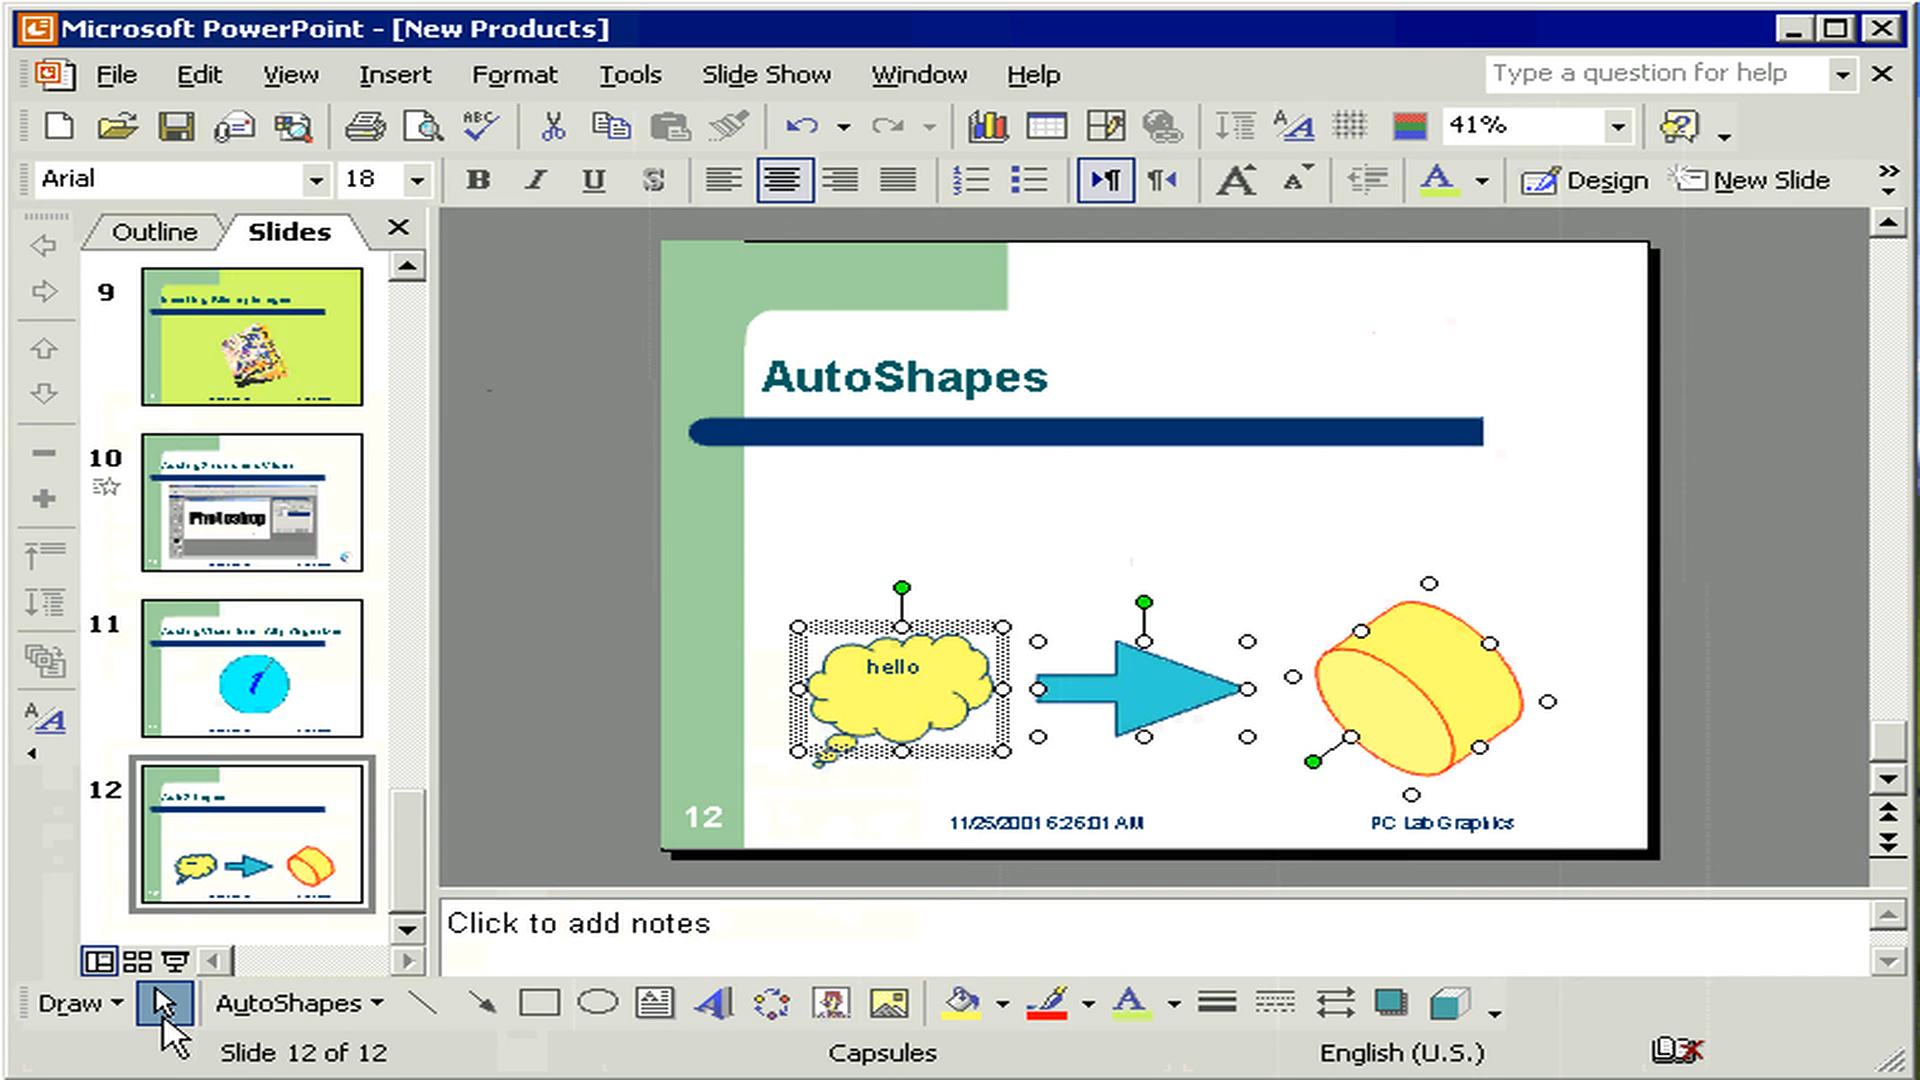 Microsoft PowerPoint - [New Products]
File Edit View Insert Format Tools Slide Show Window Help Type a question for help
ABC 41%
Arial 18 B I U S Design New Slide
Outline Slides
9
10
Photoshop
11
12
AutoShapes
hello
12 11/25/2001 6:26:01 AM PC Lab Graphics
Click to add notes
Draw AutoShapes
Slide 12 of 12 Capsules English (U.S.)